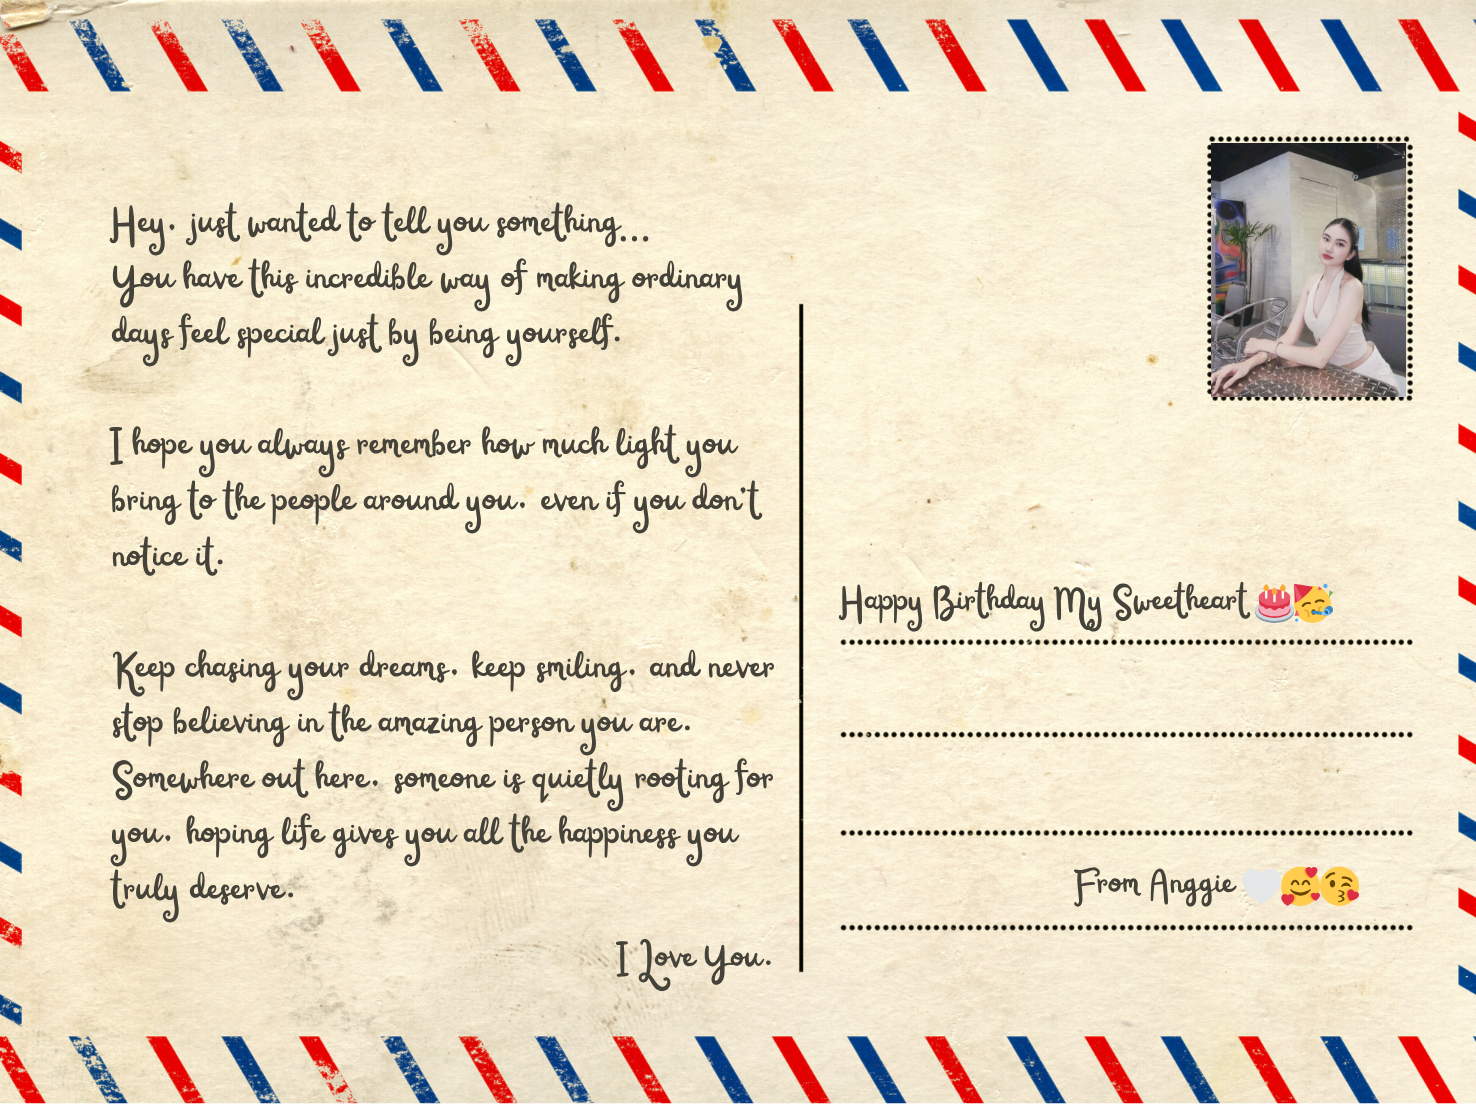 Hey, just wanted to tell you something...
You have this incredible way of making ordinary
days feel special just by being yourself.
I hope you always remember how much light you
bring to the people around you, even if you don't
notice it.
Keep chasing your dreams, keep smiling, and never
stop believing in the amazing person you are.
Somewhere out here, someone is quietly rooting for
you, hoping life gives you all the happiness you
truly deserve.
I Love You.
Happy Birthday My Sweetheart 🎂🥳
From Anggie 🤍🥰😘